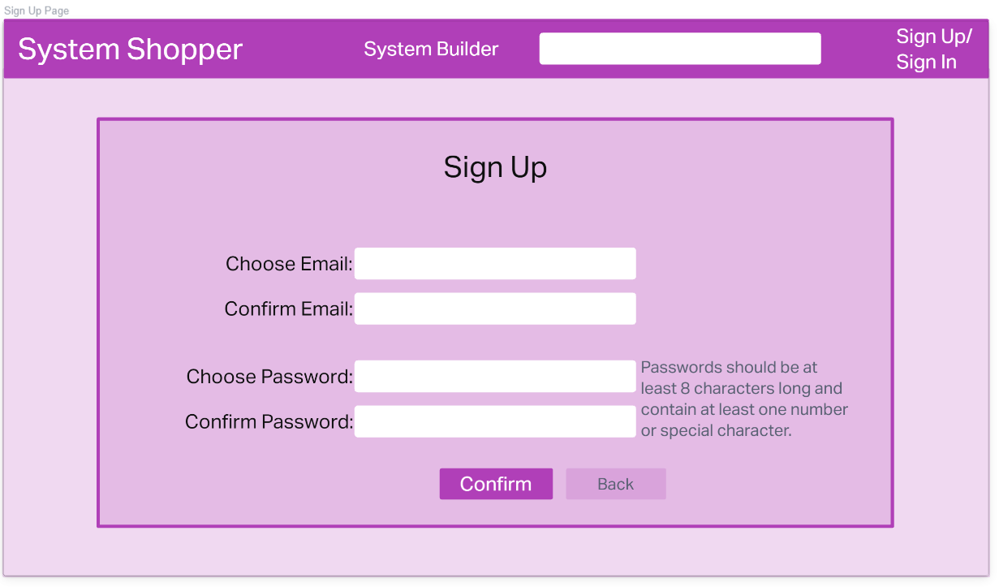 Sign Up Page
System Shopper
System Builder
Sign Up/
Sign In
Sign Up
Choose Email:
Confirm Email:
Choose Password:
Passwords should be at
least 8 characters long and
contain at least one number
or special character.
Confirm Password:
Confirm
Back